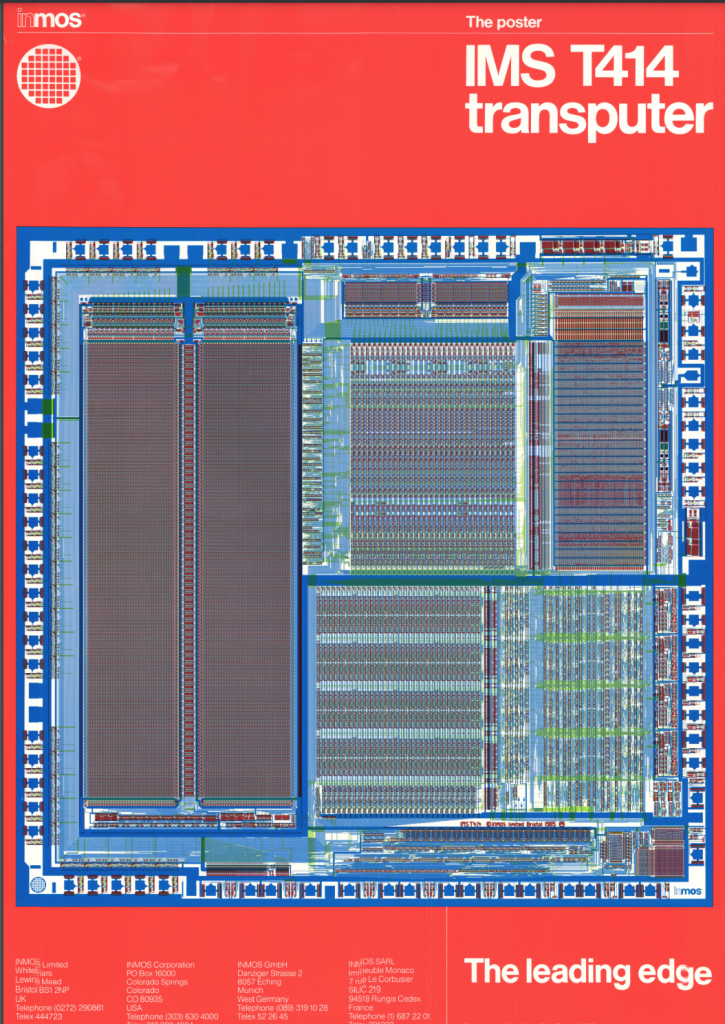 inmos
The poster
IMS T414
transputer
IMS T414 © inmos limited Bristol 1985
inmos
INMOS Limited
Whitefriars
Lewins Mead
Bristol BS1 2NP
UK
Telephone (0272) 290861
Telex 444723
INMOS Corporation
PO Box 16000
Colorado Springs
Colorado
CO 80935
USA
Telephone (303) 630 4000
INMOS GmbH
Danziger Strasse 2
8057 Eching
Munich
West Germany
Telephone (089) 319 10 28
Telex 52 26 45
INMOS SARL
Immeuble Monaco
7 rue Le Corbusier
SILIC 219
94518 Rungis Cedex
France
Telephone (1) 687 22 01
The leading edge